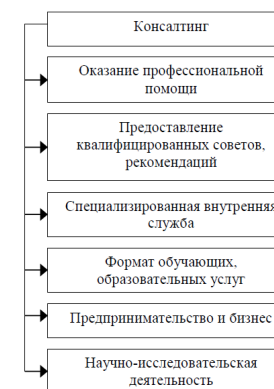 Консалтинг
Оказание профессиональной
помощи
Предоставление
квалифицированных советов,
рекомендаций
Специализированная внутренняя
служба
Формат обучающих,
образовательных услуг
Предпринимательство и бизнес
Научно-исследовательская
деятельность